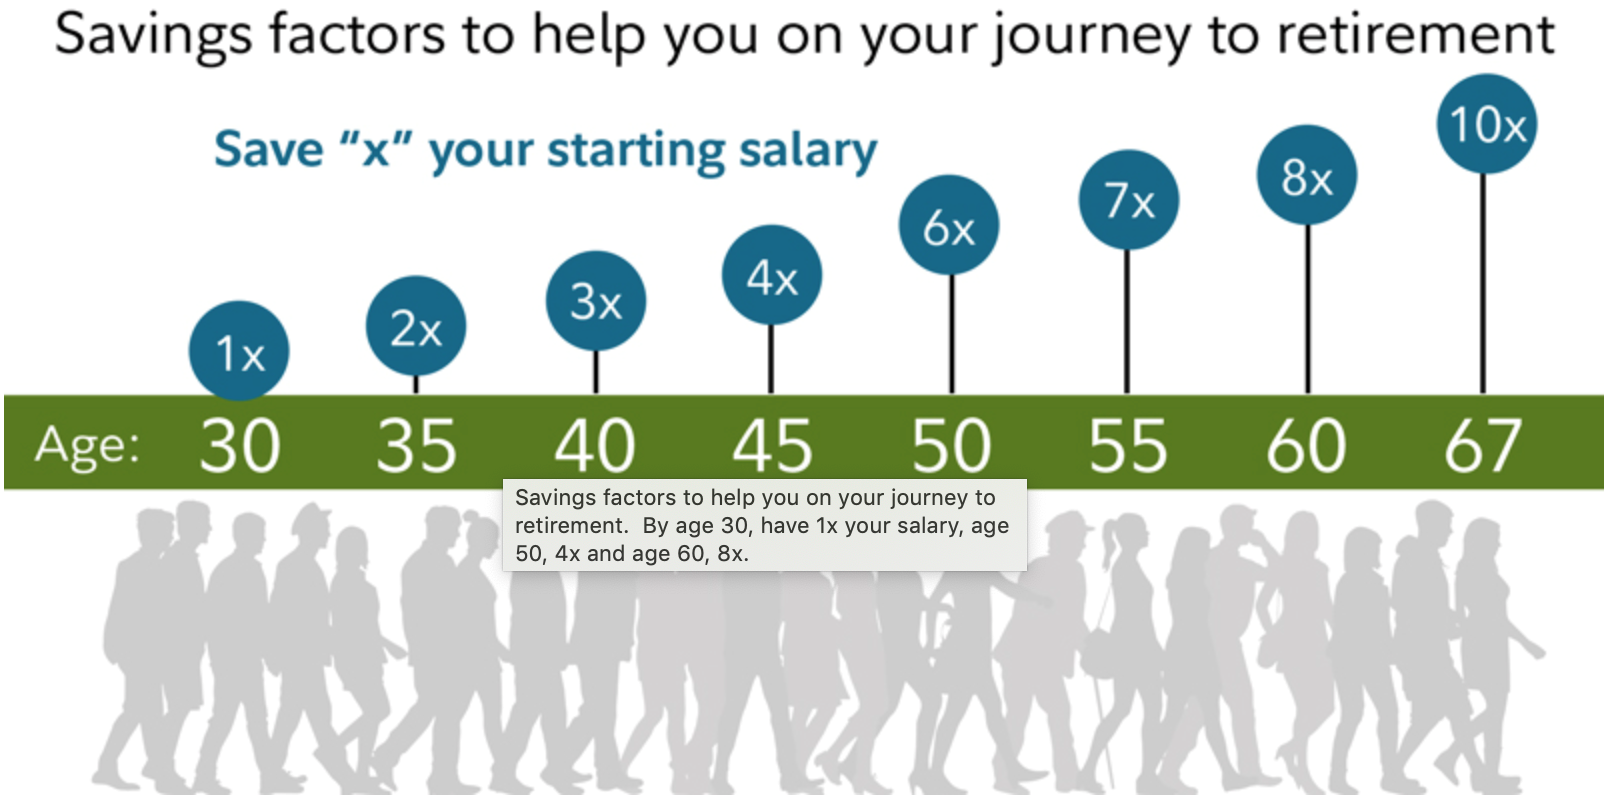 Savings factors to help you on your journey to retirement
Save “x” your starting salary
1x 2x 3x 4x 6x 7x 8x 10x
Age: 30 35 40 45 50 55 60 67
Savings factors to help you on your journey to
retirement.  By age 30, have 1x your salary, age
50, 4x and age 60, 8x.